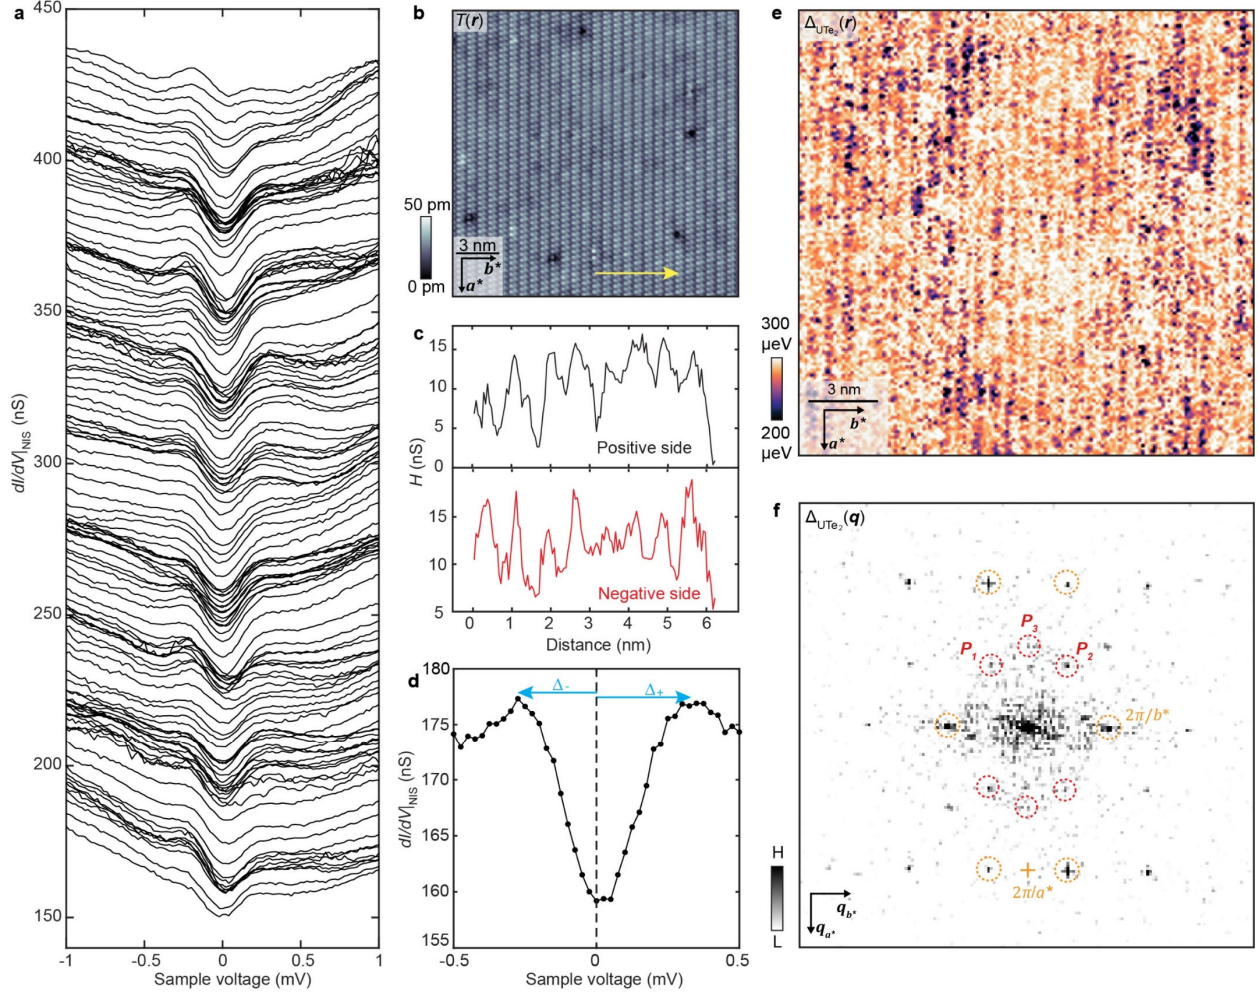 a
450
400
350
300
250
200
150
dI/dV|NIS (nS)
-1
-0.5
0
0.5
1
Sample voltage (mV)
b
T(r)
50 pm
0 pm
3 nm
b*
a*
c
15
10
5
0
Positive side
H (nS)
15
10
5
Negative side
0
1
2
3
4
5
6
Distance (nm)
d
180
175
170
165
160
155
Δ-
Δ+
dI/dV|NIS (nS)
-0.5
0
0.5
Sample voltage (mV)
e
ΔUTe2(r)
300
μeV
200
μeV
3 nm
b*
a*
f
ΔUTe2(q)
P3
P1
P2
2π/b*
2π/a*
H
L
qb*
qa*